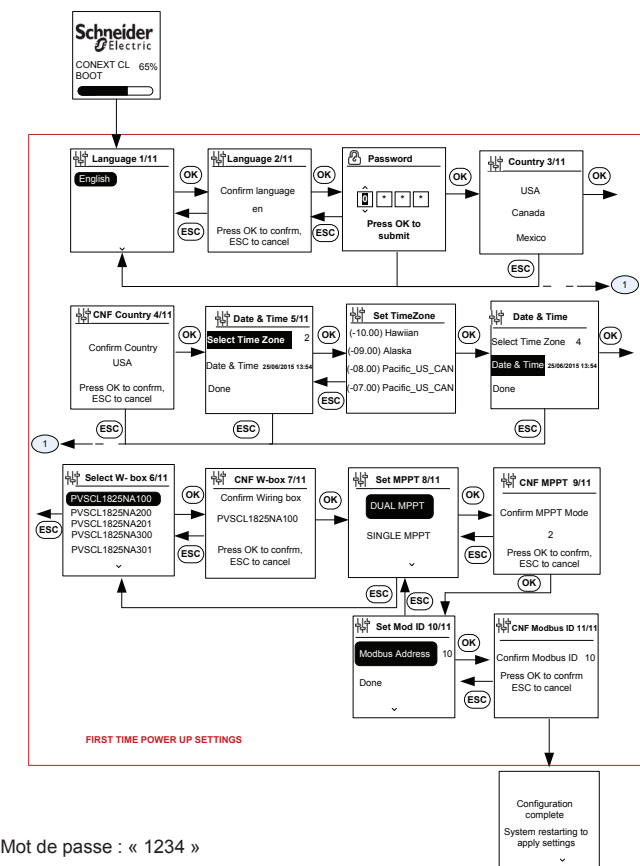 Schneider
Electric
CONEXT CL 65%
BOOT
Language 1/11
English
OK
ESC
Language 2/11
Confirm language
en
Press OK to confrm,
ESC to cancel
OK
ESC
Password
0 * * *
Press OK to
submit
OK
Country 3/11
USA
Canada
Mexico
OK
ESC
1
CNF Country 4/11
Confirm Country
USA
Press OK to confrm,
ESC to cancel
OK
ESC
Date & Time 5/11
Select Time Zone 2
Date & Time 25/06/2015 13:54
Done
OK
ESC
ESC
Set TimeZone
(-10.00) Hawiian
(-09.00) Alaska
(-08.00) Pacific_US_CAN
(-07.00) Pacific_US_CAN
OK
Date & Time
Select Time Zone 4
Date & Time 25/06/2015 13:54
Done
OK
ESC
1
Select W- box 6/11
PVSCL1825NA100
PVSCL1825NA200
PVSCL1825NA201
PVSCL1825NA300
PVSCL1825NA301
ESC
OK
ESC
CNF W-box 7/11
Confirm Wiring box
PVSCL1825NA100
Press OK to confrm,
ESC to cancel
OK
Set MPPT 8/11
DUAL MPPT
SINGLE MPPT
OK
ESC
ESC
ESC
CNF MPPT 9/11
Confirm MPPT Mode
2
Press OK to confrm,
ESC to cancel
OK
Set Mod ID 10/11
Modbus Address 10
Done
OK
ESC
CNF Modbus ID 11/11
Confirm Modbus ID 10
Press OK to confrm
ESC to cancel
FIRST TIME POWER UP SETTINGS
Configuration
complete
System restarting to
apply settings
Mot de passe : « 1234 »